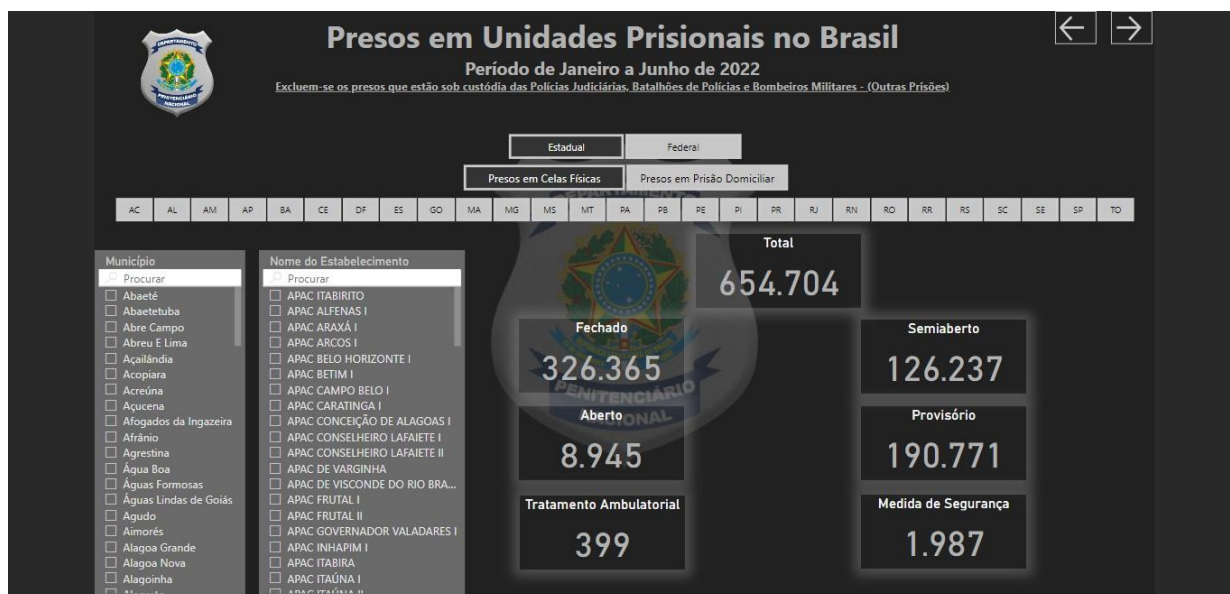 Presos em Unidades Prisionais no Brasil
Período de Janeiro a Junho de 2022
Excluem-se os presos que estão sob custódia das Polícias Judiciárias, Batalhões de Polícias e Bombeiros Militares - (Outras Prisões)
DEPARTAMENTO
PENITENCIÁRIO
NACIONAL
Estadual Federal
Presos em Celas Físicas Presos em Prisão Domiciliar
AC AL AM AP BA CE DF ES GO MA MG MS MT PA PB PE PI PR RJ RN RO RR RS SC SE SP TO
Município
Procurar
Abaeté
Abaetetuba
Abre Campo
Abreu E Lima
Açailândia
Acopiara
Acreúna
Açucena
Afogados da Ingazeira
Afrânio
Agrestina
Água Boa
Águas Formosas
Águas Lindas de Goiás
Agudo
Aimorés
Alagoa Grande
Alagoa Nova
Alagoinha
Nome do Estabelecimento
Procurar
APAC ITABIRITO
APAC ALFENAS I
APAC ARAXÁ I
APAC ARCOS I
APAC BELO HORIZONTE I
APAC BETIM I
APAC CAMPO BELO I
APAC CARATINGA I
APAC CONCEIÇÃO DE ALAGOAS I
APAC CONSELHEIRO LAFAIETE I
APAC CONSELHEIRO LAFAIETE II
APAC DE VARGINHA
APAC DE VISCONDE DO RIO BRA...
APAC FRUTAL I
APAC FRUTAL II
APAC GOVERNADOR VALADARES I
APAC INHAPIM I
APAC ITABIRA
APAC ITAÚNA I
APAC ITAÚNA II
Total
654.704
Fechado
326.365
Semiaberto
126.237
Aberto
8.945
Provisório
190.771
Tratamento Ambulatorial
399
Medida de Segurança
1.987
DEPARTAMENTO
PENITENCIÁRIO
NACIONAL